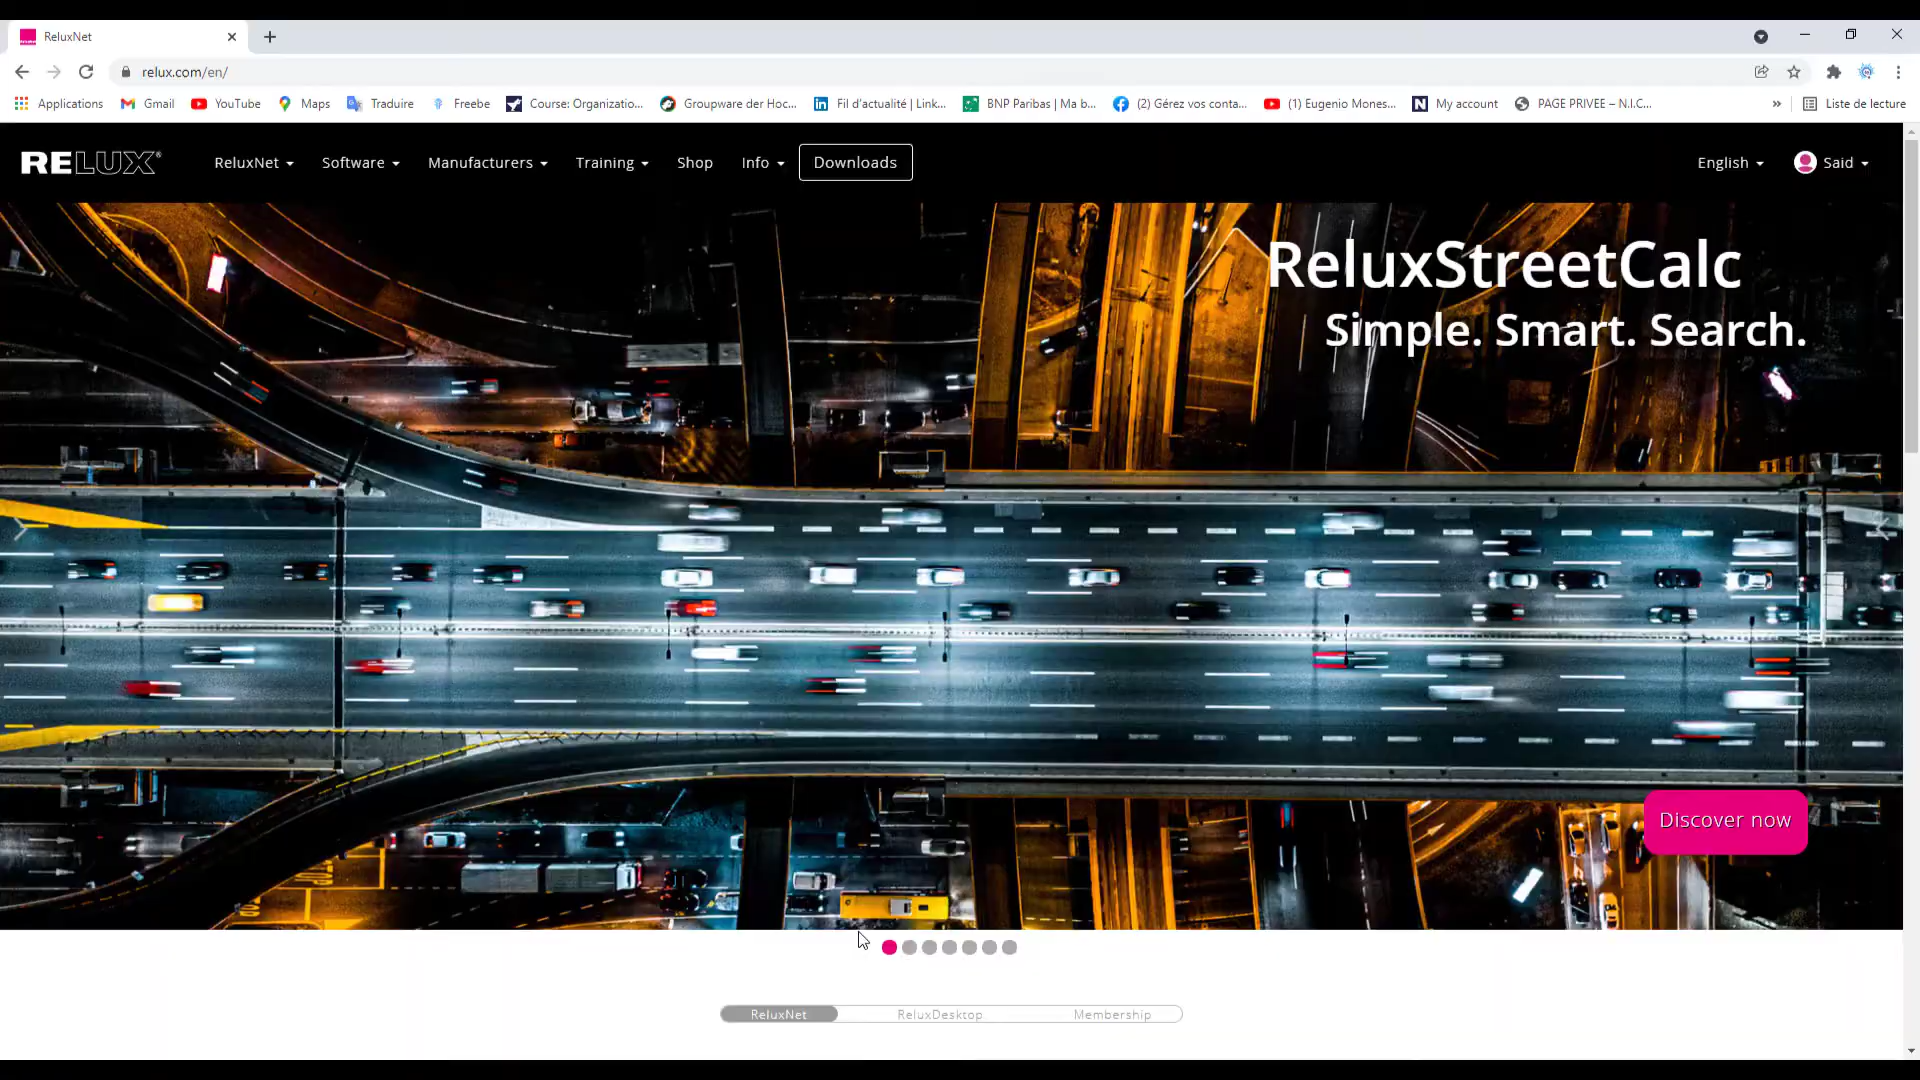 ReluxNet
relux.com/en/
Applications Gmail YouTube Maps Traduire Freebe Course: Organizatio... Groupware der Hoc... Fil d'actualité | Link... BNP Paribas | Ma b... (2) Gérez vos conta... (1) Eugenio Mones... My account PAGE PRIVEE – N.I.C... » Liste de lecture
RELUX® ReluxNet Software Manufacturers Training Shop Info Downloads English Said
ReluxStreetCalc
Simple. Smart. Search.
Discover now
ReluxNet ReluxDesktop Membership